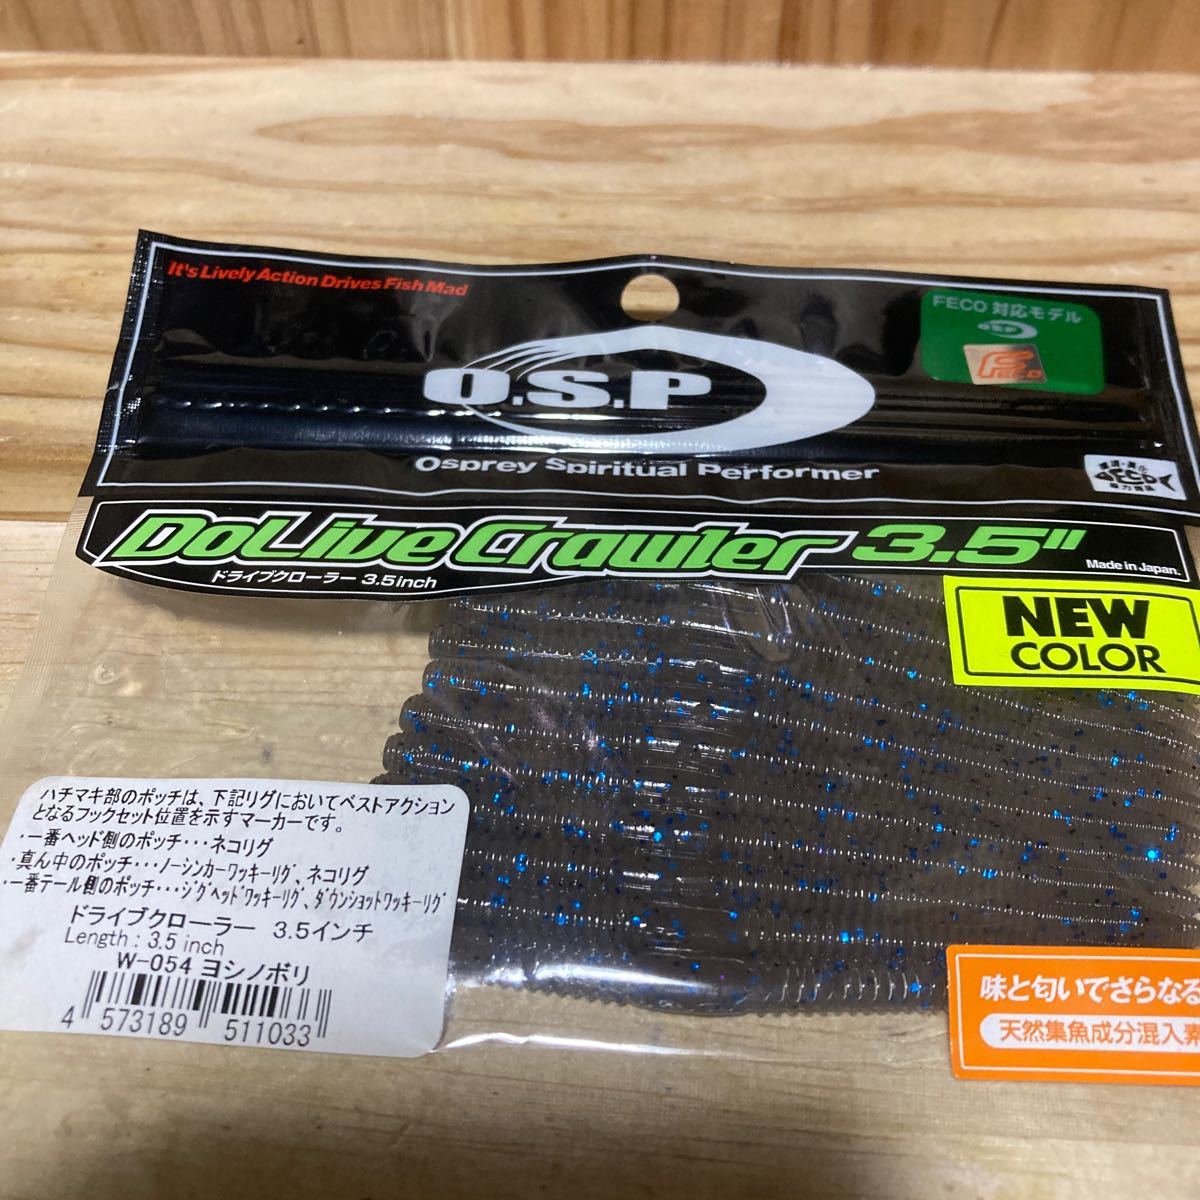 It's Lively Action Drives Fish Mad
FECO 対応モデル
O.S.P
FECO
O.S.P
Osprey Spiritual Performer
DoLive Crawler 3.5"
ドライブクローラー 3.5inch
Made in Japan.
NEW
COLOR
ハチマキ部のポッチは、下記リグにおいてベストアクション
となるフックセット位置を示すマーカーです。
・一番ヘッド側のポッチ・・・ネコリグ
・真ん中のポッチ・・・ノーシンカーワッキーリグ、ネコリグ
・一番テール側のポッチ・・・ジグヘッドワッキーリグ、ダウンショットワッキーリグ
ドライブクローラー 3.5インチ
Length : 3.5 inch
W-054 ヨシノボリ
4 573189 511033
味と匂いでさらなる
天然集魚成分混入素